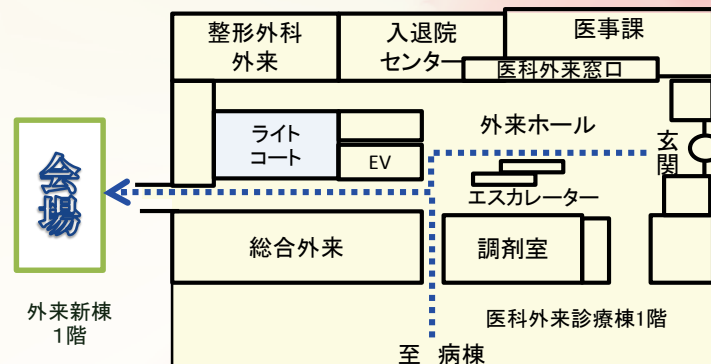 整形外科
外来
入退院
センター
医事課
医科外来窓口
ライト
コート
EV
外来ホール
玄
関
エスカレーター
会
場
総合外来
調剤室
外来新棟
1階
医科外来診療棟1階
至 病棟